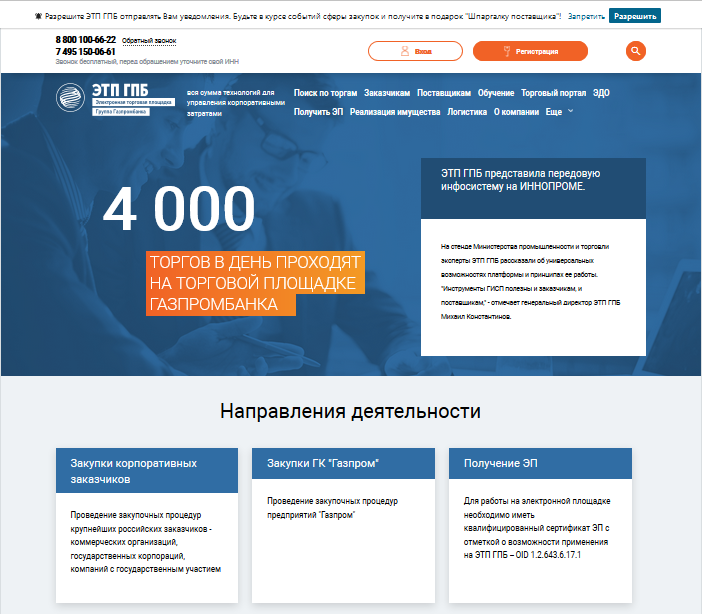 Разрешите ЭТП ГПБ отправлять Вам уведомления. Будьте в курсе событий сферы закупок и получите в подарок "Шпаргалку поставщика"! Запретить Разрешить
8 800 100-66-22 Обратный звонок
7 495 150-06-61
Звонок бесплатный, перед обращением уточните свой ИНН
Вход Регистрация
ЭТП ГПБ
Электронная торговая площадка
Группа Газпромбанка
вся сумма технологий для
управления корпоративными
затратами
Поиск по торгам Заказчикам Поставщикам Обучение Торговый портал ЭДО
Получить ЭП Реализация имущества Логистика О компании Еще
4 000
ТОРГОВ В ДЕНЬ ПРОХОДЯТ
НА ТОРГОВОЙ ПЛОЩАДКЕ
ГАЗПРОМБАНКА
ЭТП ГПБ представила передовую
инфосистему на ИННОПРОМЕ.
На стенде Министерства промышленности и торговли
эксперты ЭТП ГПБ рассказали об универсальных
возможностях платформы и принципах ее работы.
"Инструменты ГИСП полезны и заказчикам, и
поставщикам," - отмечает генеральный директор ЭТП ГПБ
Михаил Константинов.
Направления деятельности
Закупки корпоративных
заказчиков
Проведение закупочных процедур
крупнейших российских заказчиков -
коммерческих организаций,
государственных корпораций,
компаний с государственным участием
Закупки ГК "Газпром"
Проведение закупочных процедур
предприятий "Газпром"
Получение ЭП
Для работы на электронной площадке
необходимо иметь
квалифицированный сертификат ЭП с
отметкой о возможности применения
на ЭТП ГПБ – OID 1.2.643.6.17.1